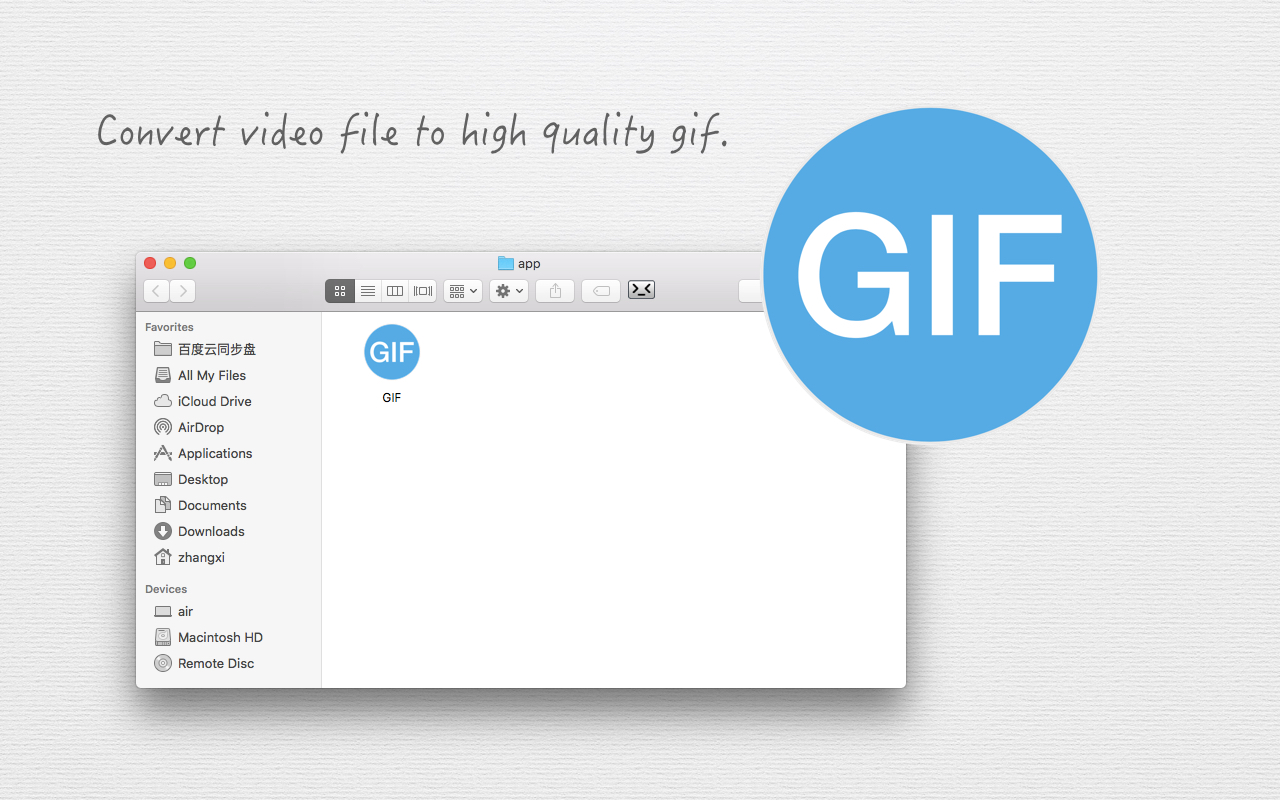 Convert video file to high quality gif.
GIF
app
Favorites
百度云同步盘
All My Files
iCloud Drive
AirDrop
Applications
Desktop
Documents
Downloads
zhangxi
Devices
air
Macintosh HD
Remote Disc
GIF
GIF